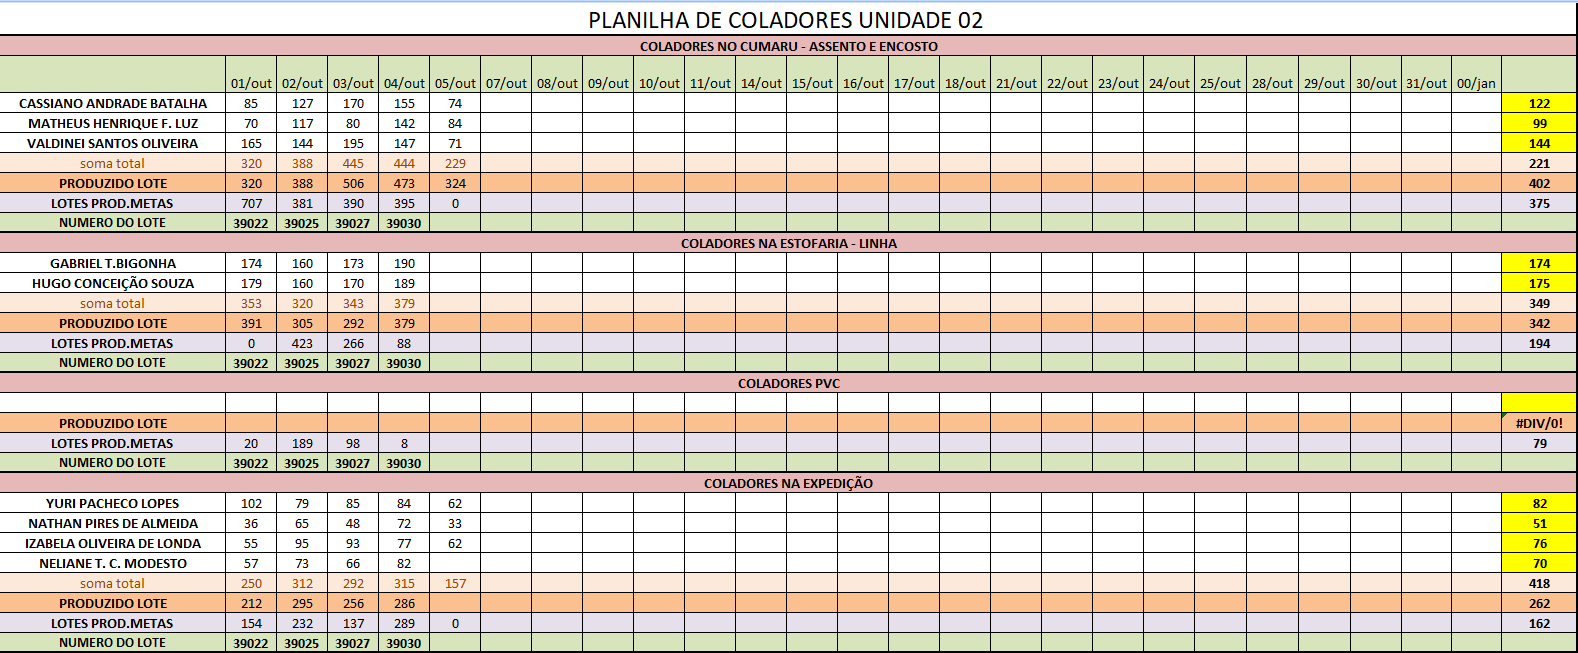 PLANILHA DE COLADORES UNIDADE 02
COLADORES NO CUMARU - ASSENTO E ENCOSTO
01/out 02/out 03/out 04/out 05/out 07/out 08/out 09/out 10/out 11/out 14/out 15/out 16/out 17/out 18/out 21/out 22/out 23/out 24/out 25/out 28/out 29/out 30/out 31/out 00/jan
CASSIANO ANDRADE BATALHA 85 127 170 155 74 122
MATHEUS HENRIQUE F. LUZ 70 117 80 142 84 99
VALDINEI SANTOS OLIVEIRA 165 144 195 147 71 144
soma total 320 388 445 444 229 221
PRODUZIDO LOTE 320 388 506 473 324 402
LOTES PROD.METAS 707 381 390 395 0 375
NUMERO DO LOTE 39022 39025 39027 39030
COLADORES NA ESTOFARIA - LINHA
GABRIEL T.BIGONHA 174 160 173 190 174
HUGO CONCEIÇÃO SOUZA 179 160 170 189 175
soma total 353 320 343 379 349
PRODUZIDO LOTE 391 305 292 379 342
LOTES PROD.METAS 0 423 266 88 194
NUMERO DO LOTE 39022 39025 39027 39030
COLADORES PVC
PRODUZIDO LOTE #DIV/0!
LOTES PROD.METAS 20 189 98 8 79
NUMERO DO LOTE 39022 39025 39027 39030
COLADORES NA EXPEDIÇÃO
YURI PACHECO LOPES 102 79 85 84 62 82
NATHAN PIRES DE ALMEIDA 36 65 48 72 33 51
IZABELA OLIVEIRA DE LONDA 55 95 93 77 62 76
NELIANE T. C. MODESTO 57 73 66 82 70
soma total 250 312 292 315 157 418
PRODUZIDO LOTE 212 295 256 286 262
LOTES PROD.METAS 154 232 137 289 0 162
NUMERO DO LOTE 39022 39025 39027 39030